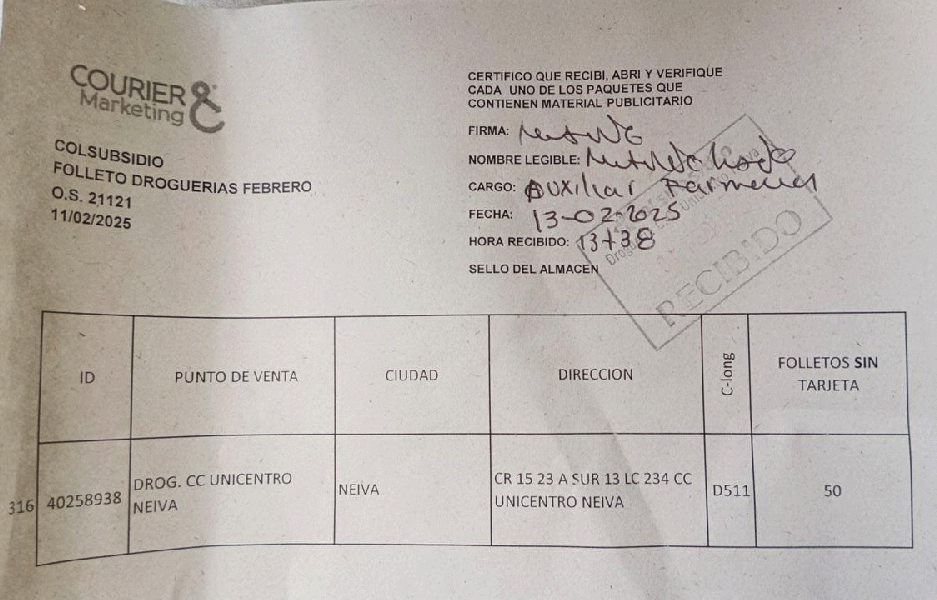 COURIER &
Marketing
COLSUBSIDIO
FOLLETO DROGUERIAS FEBRERO
O.S. 21121
11/02/2025
CERTIFICO QUE RECIBI, ABRI Y VERIFIQUE
CADA UNO DE LOS PAQUETES QUE
CONTIENEN MATERIAL PUBLICITARIO
FIRMA:
NOMBRE LEGIBLE:
CARGO: Auxiliar Farmacia
FECHA: 13-02-2025
HORA RECIBIDO: 13+38
SELLO DEL ALMACEN
RECIBIDO
ID PUNTO DE VENTA CIUDAD DIRECCION C-long FOLLETOS SIN
TARJETA
316 40258938 DROG. CC UNICENTRO
NEIVA
NEIVA
CR 15 23 A SUR 13 LC 234 CC
UNICENTRO NEIVA
D511
50